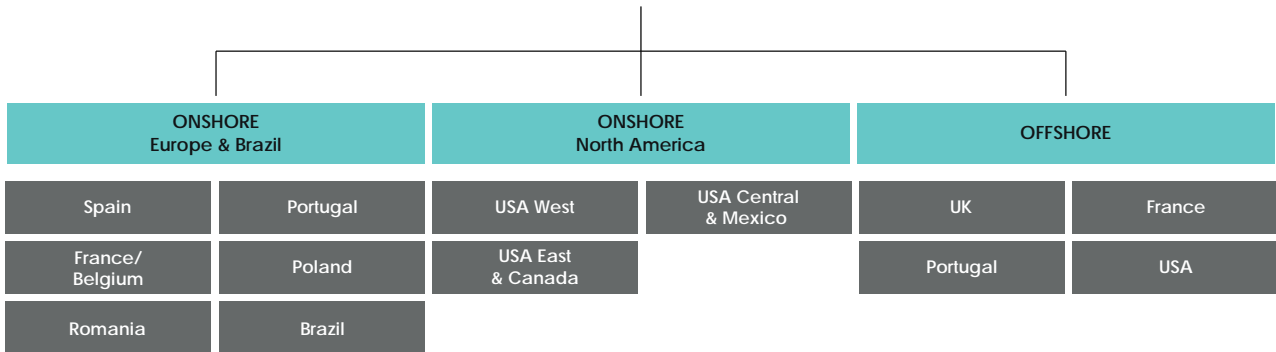 ONSHORE
Europe & Brazil
ONSHORE
North America
OFFSHORE
Spain
Portugal
France/
Belgium
Poland
Romania
Brazil
USA West
USA Central
& Mexico
USA East
& Canada
UK
France
Portugal
USA